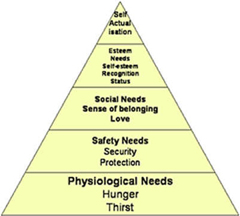 Self
Actual
isation
Esteem
Needs
Self-esteem
Recognition
Status
Social Needs
Sense of belonging
Love
Safety Needs
Security
Protection
Physiological Needs
Hunger
Thirst